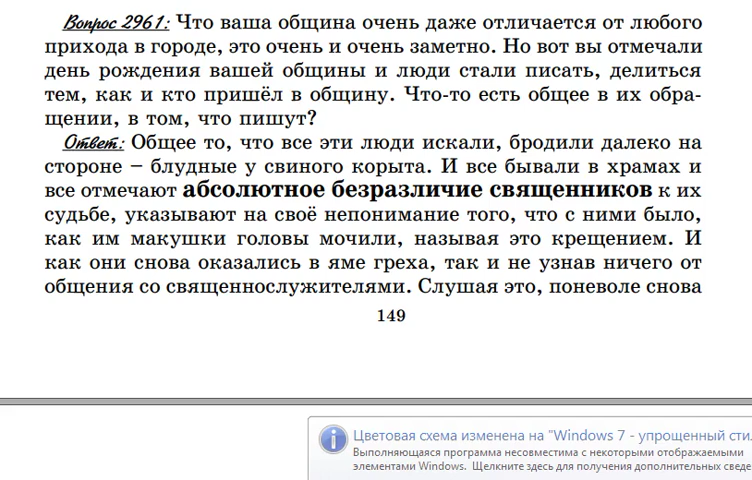 Вопрос 2961: Что ваша община очень даже отличается от любого
прихода в городе, это очень и очень заметно. Но вот вы отмечали
день рождения вашей общины и люди стали писать, делиться
тем, как и кто пришёл в общину. Что-то есть общее в их обра-
щении, в том, что пишут?
Ответ: Общее то, что все эти люди искали, бродили далеко на
стороне – блудные у свиного корыта. И все бывали в храмах и
все отмечают абсолютное безразличие священников к их
судьбе, указывают на своё непонимание того, что с ними было,
как им макушки головы мочили, называя это крещением. И
как они снова оказались в яме греха, так и не узнав ничего от
общения со священнослужителями. Слушая это, поневоле снова
149
Цветовая схема изменена на "Windows 7 - упрощенный сти
Выполняющаяся программа несовместима с некоторыми отображаемыми
элементами Windows. Щелкните здесь для получения дополнительных сведе